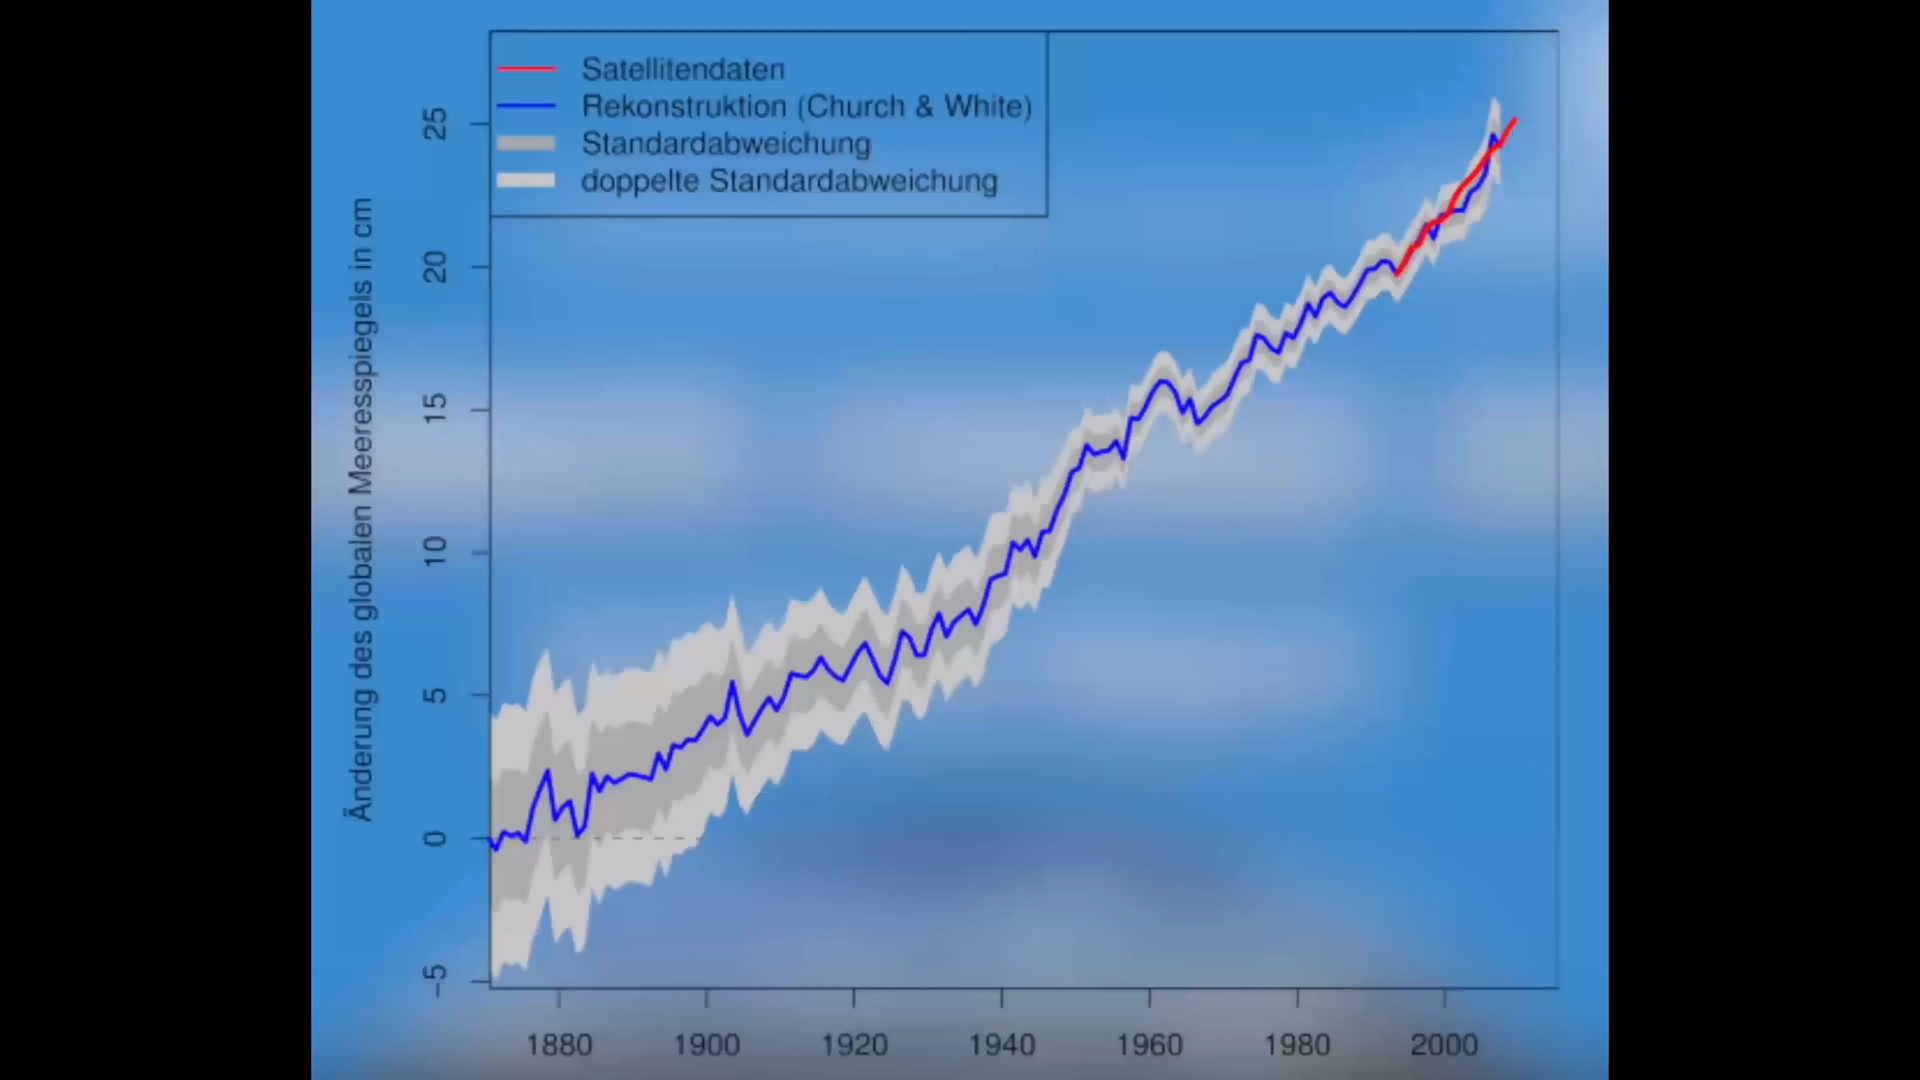 Satellitendaten
Rekonstruktion (Church & White)
Standardabweichung
doppelte Standardabweichung
Änderung des globalen Meeresspiegels in cm
25
20
15
10
5
0
−5
1880 1900 1920 1940 1960 1980 2000